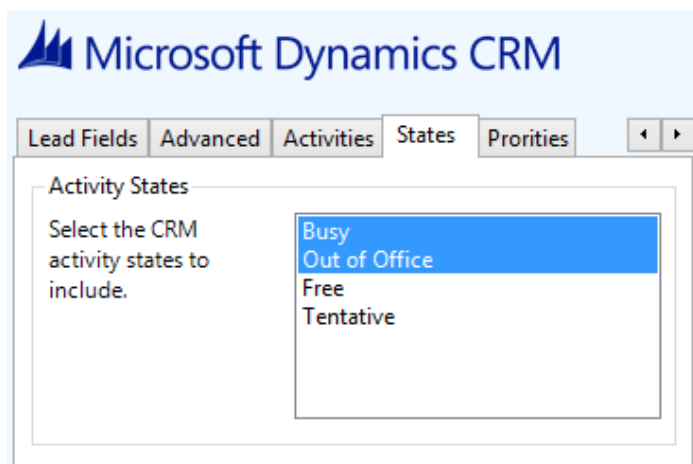 Microsoft Dynamics CRM
Lead Fields Advanced Activities States Prorities
Activity States
Select the CRM
activity states to
include.
Busy
Out of Office
Free
Tentative